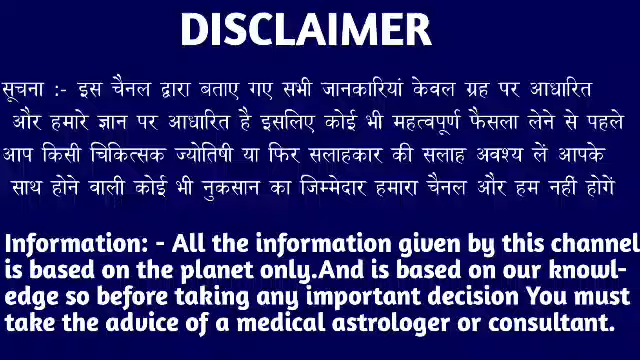 DISCLAIMER
सूचना :- इस चैनल द्वारा बताए गए सभी जानकारियां केवल ग्रह पर आधारित
और हमारे ज्ञान पर आधारित है इसलिए कोई भी महत्वपूर्ण फैसला लेने से पहले
आप किसी चिकित्सक ज्योतिषी या फिर सलाहकार की सलाह अवश्य लें आपके
साथ होने वाली कोई भी नुकसान का जिम्मेदार हमारा चैनल और हम नहीं होगें
Information: - All the information given by this channel
is based on the planet only.And is based on our knowl-
edge so before taking any important decision You must
take the advice of a medical astrologer or consultant.